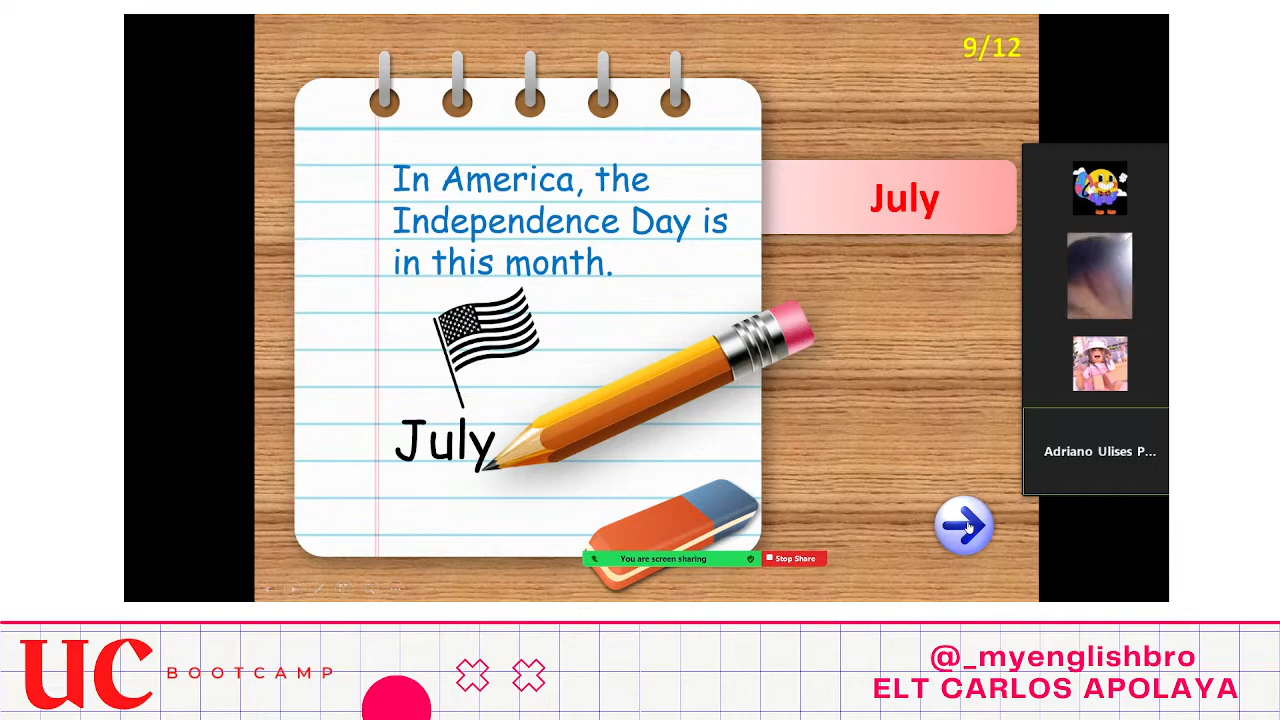 9/12
In America, the
Independence Day is
in this month.
July
July
Adriano Ulises P...
You are screen sharing
Stop Share
UC BOOTCAMP
@_myenglishbro
ELT CARLOS APOLAYA